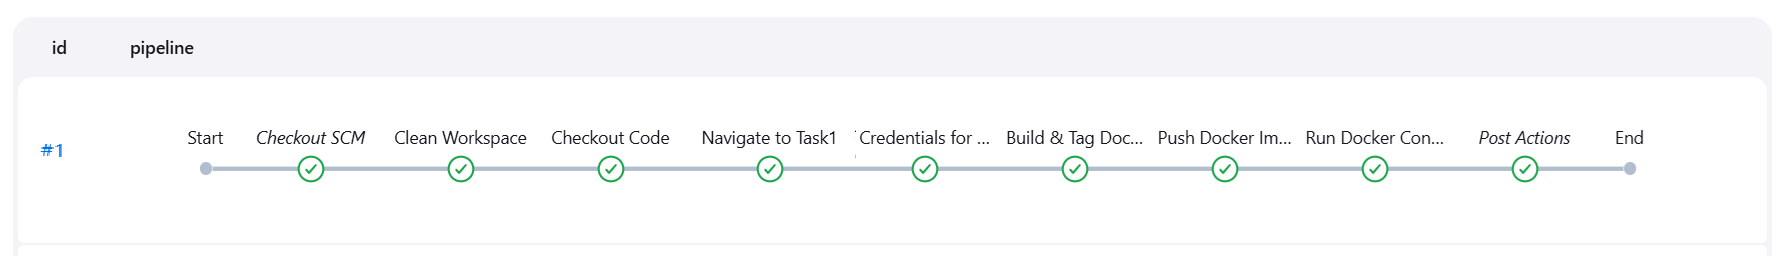 id pipeline
#1
Start Checkout SCM Clean Workspace Checkout Code Navigate to Task1 Credentials for ... Build & Tag Doc... Push Docker Im... Run Docker Con... Post Actions End